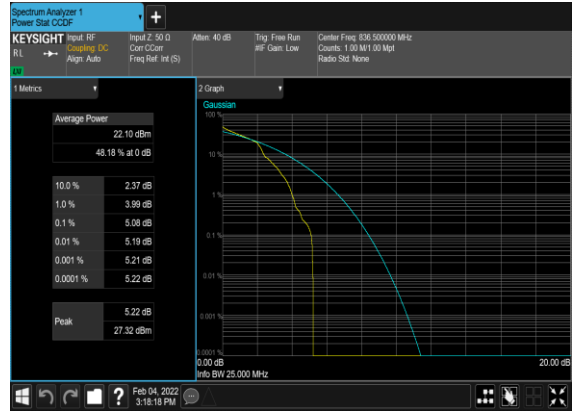 Spectrum Analyzer 1
Power Stat CCDF
KEYSIGHT
RL
LV
Input: RF
Coupling: DC
Align: Auto
Input Z: 50 Ω
Corr CCorr
Freq Ref: Int (S)
Atten: 40 dB
Trig: Free Run
#IF Gain: Low
Center Freq: 836.500000 MHz
Counts: 1.00 M/1.00 Mpt
Radio Std: None
1 Metrics
Average Power
22.10 dBm
48.18 % at 0 dB
10.0 % 2.37 dB
1.0 % 3.99 dB
0.1 % 5.08 dB
0.01 % 5.19 dB
0.001 % 5.21 dB
0.0001 % 5.22 dB
Peak
5.22 dB
27.32 dBm
2 Graph
Gaussian
100 %
10 %
1 %
0.1 %
0.01 %
0.001 %
0.0001 %
0.00 dB 20.00 dB
Info BW 25.000 MHz
Feb 04, 2022
3:18:18 PM